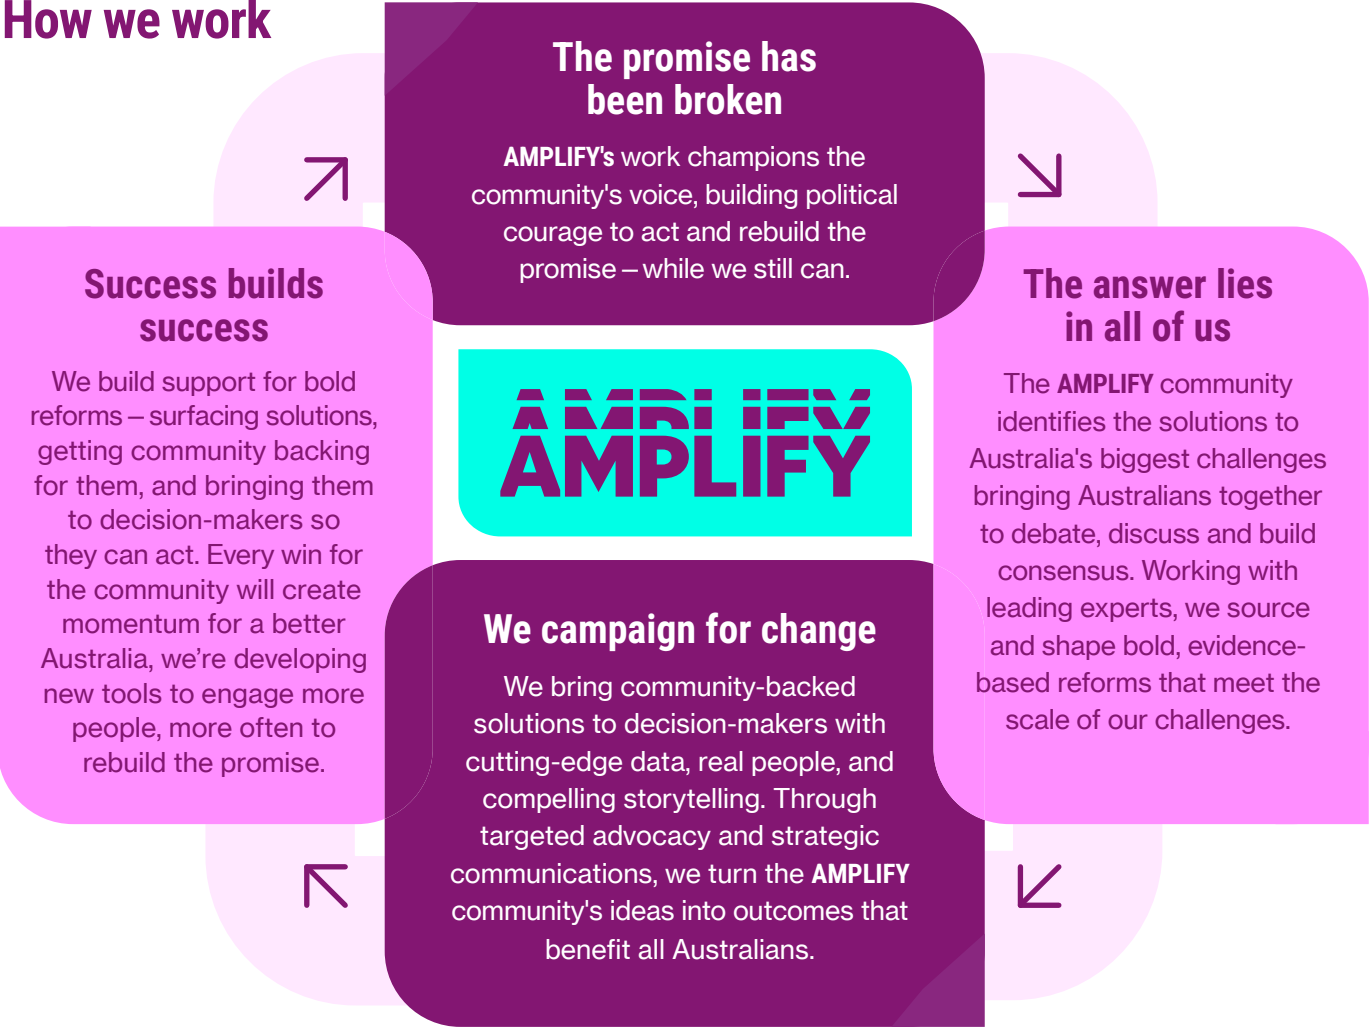 How we work
The promise has
been broken
AMPLIFY's work champions the
community's voice, building political
courage to act and rebuild the
promise – while we still can.
The answer lies
in all of us
The AMPLIFY community
identifies the solutions to
Australia's biggest challenges
bringing Australians together
to debate, discuss and build
consensus. Working with
leading experts, we source
and shape bold, evidence-
based reforms that meet the
scale of our challenges.
We campaign for change
We bring community-backed
solutions to decision-makers with
cutting-edge data, real people, and
compelling storytelling. Through
targeted advocacy and strategic
communications, we turn the AMPLIFY
community's ideas into outcomes that
benefit all Australians.
Success builds
success
We build support for bold
reforms – surfacing solutions,
getting community backing
for them, and bringing them
to decision-makers so
they can act. Every win for
the community will create
momentum for a better
Australia, we’re developing
new tools to engage more
people, more often to
rebuild the promise.
AMPLIFY